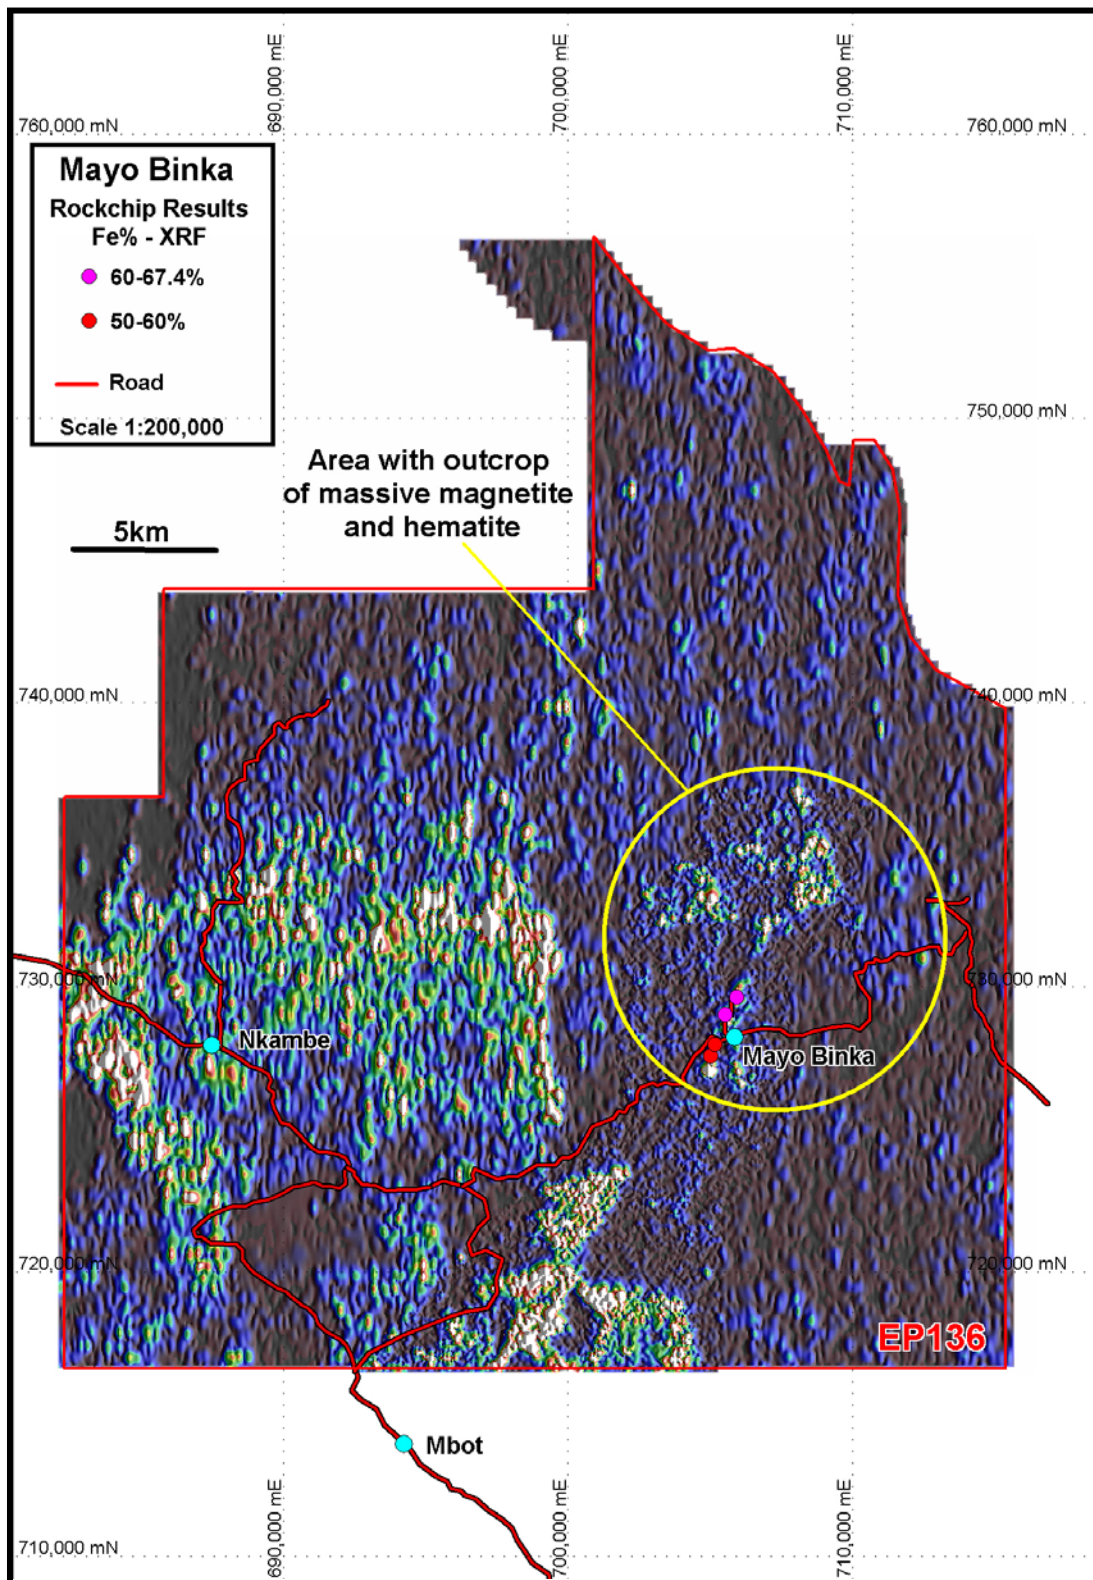 690,000 mE
700,000 mE
710,000 mE
760,000 mN
760,000 mN
Mayo Binka
Rockchip Results
Fe% - XRF
60-67.4%
50-60%
Road
Scale 1:200,000
750,000 mN
Area with outcrop
of massive magnetite
and hematite
5km
740,000 mN
740,000 mN
730,000 mN
730,000 mN
Nkambe
Mayo Binka
720,000 mN
720,000 mN
EP136
Mbot
690,000 mE
700,000 mE
710,000 mE
710,000 mN
710,000 mN